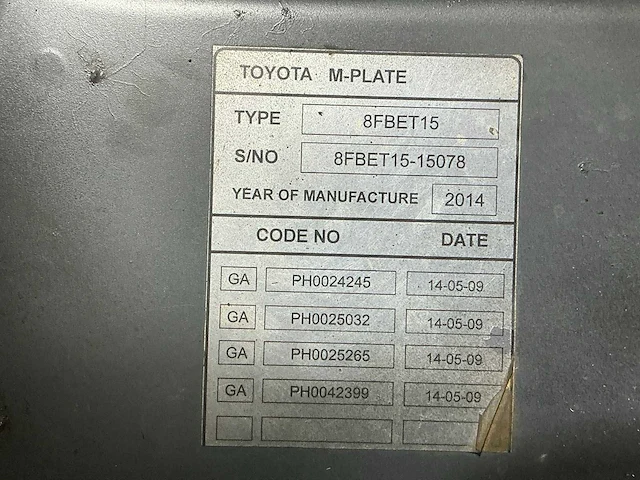 TOYOTA M-PLATE
TYPE 8FBET15
S/NO 8FBET15-15078
YEAR OF MANUFACTURE 2014
CODE NO DATE
GA PH0024245 14-05-09
GA PH0025032 14-05-09
GA PH0025265 14-05-09
GA PH0042399 14-05-09